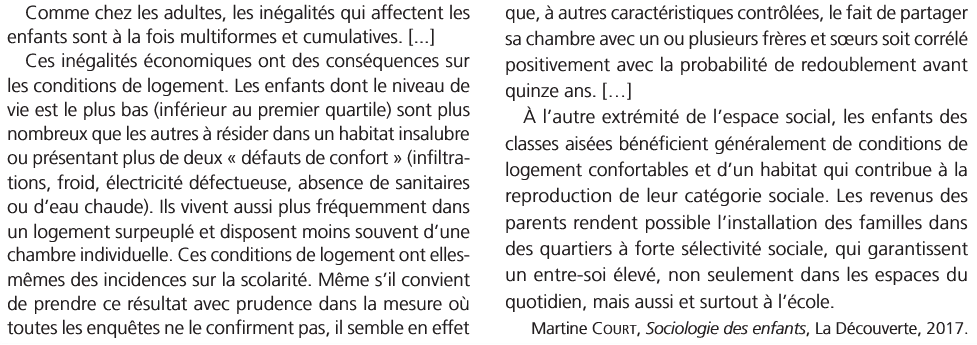 Comme chez les adultes, les inégalités qui affectent les
enfants sont à la fois multiformes et cumulatives. [...]
Ces inégalités économiques ont des conséquences sur
les conditions de logement. Les enfants dont le niveau de
vie est le plus bas (inférieur au premier quartile) sont plus
nombreux que les autres à résider dans un habitat insalubre
ou présentant plus de deux « défauts de confort » (infiltra-
tions, froid, électricité défectueuse, absence de sanitaires
ou d'eau chaude). Ils vivent aussi plus fréquemment dans
un logement surpeuplé et disposent moins souvent d'une
chambre individuelle. Ces conditions de logement ont elles-
mêmes des incidences sur la scolarité. Même s'il convient
de prendre ce résultat avec prudence dans la mesure où
toutes les enquêtes ne le confirment pas, il semble en effet
que, à autres caractéristiques contrôlées, le fait de partager
sa chambre avec un ou plusieurs frères et sœurs soit corrélé
positivement avec la probabilité de redoublement avant
quinze ans. [...]
À l'autre extrémité de l'espace social, les enfants des
classes aisées bénéficient généralement de conditions de
logement confortables et d'un habitat qui contribue à la
reproduction de leur catégorie sociale. Les revenus des
parents rendent possible l'installation des familles dans
des quartiers à forte sélectivité sociale, qui garantissent
un entre-soi élevé, non seulement dans les espaces du
quotidien, mais aussi et surtout à l'école.
Martine COURT, Sociologie des enfants, La Découverte, 2017.